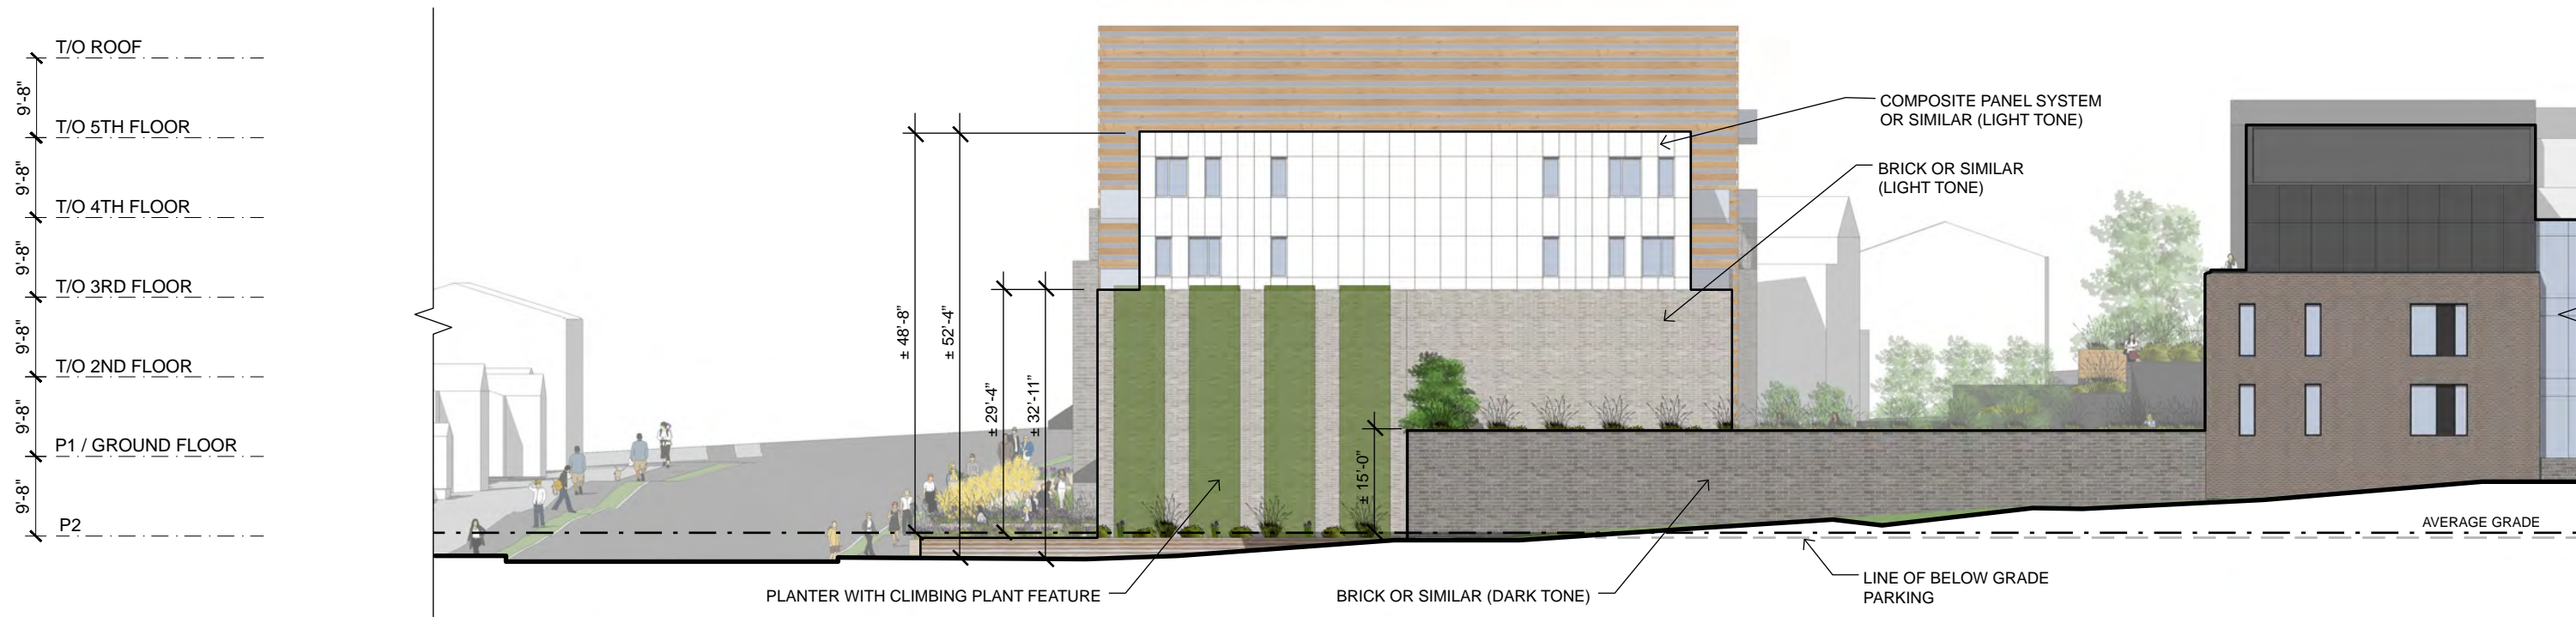 T/O ROOF
9'-8"
T/O 5TH FLOOR
9'-8"
T/O 4TH FLOOR
9'-8"
T/O 3RD FLOOR
9'-8"
T/O 2ND FLOOR
9'-8"
P1 / GROUND FLOOR
9'-8"
P2
± 48'-8"
± 52'-4"
± 29'-4"
± 32'-11"
± 15'-0"
COMPOSITE PANEL SYSTEM
OR SIMILAR (LIGHT TONE)
BRICK OR SIMILAR
(LIGHT TONE)
AVERAGE GRADE
PLANTER WITH CLIMBING PLANT FEATURE
BRICK OR SIMILAR (DARK TONE)
LINE OF BELOW GRADE
PARKING